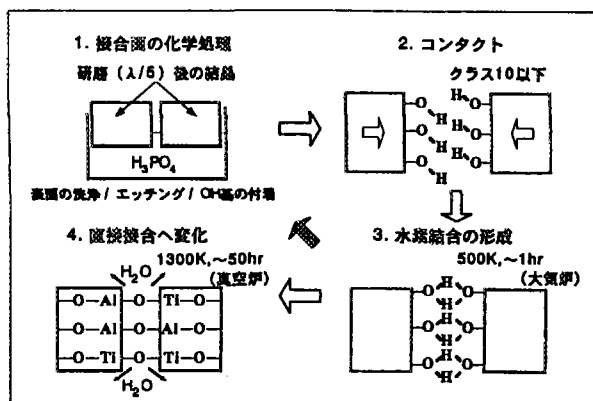 1. 接合面の化学処理
研磨（λ/5）後の結晶
H₃PO₄
表面の洗浄 / エッチング / OH基の付着
2. コンタクト
クラス10以下
O H
H O
O H
H O
O H
H O
3. 水素結合の形成
500K,~1hr
（大気炉）
O H H O
O H H O
O H H O
4. 直接接合へ変化
1300K,~50hr
（真空炉）
H₂O
O Al O Ti O
O Al O Al O
O Ti O Ti O
H₂O